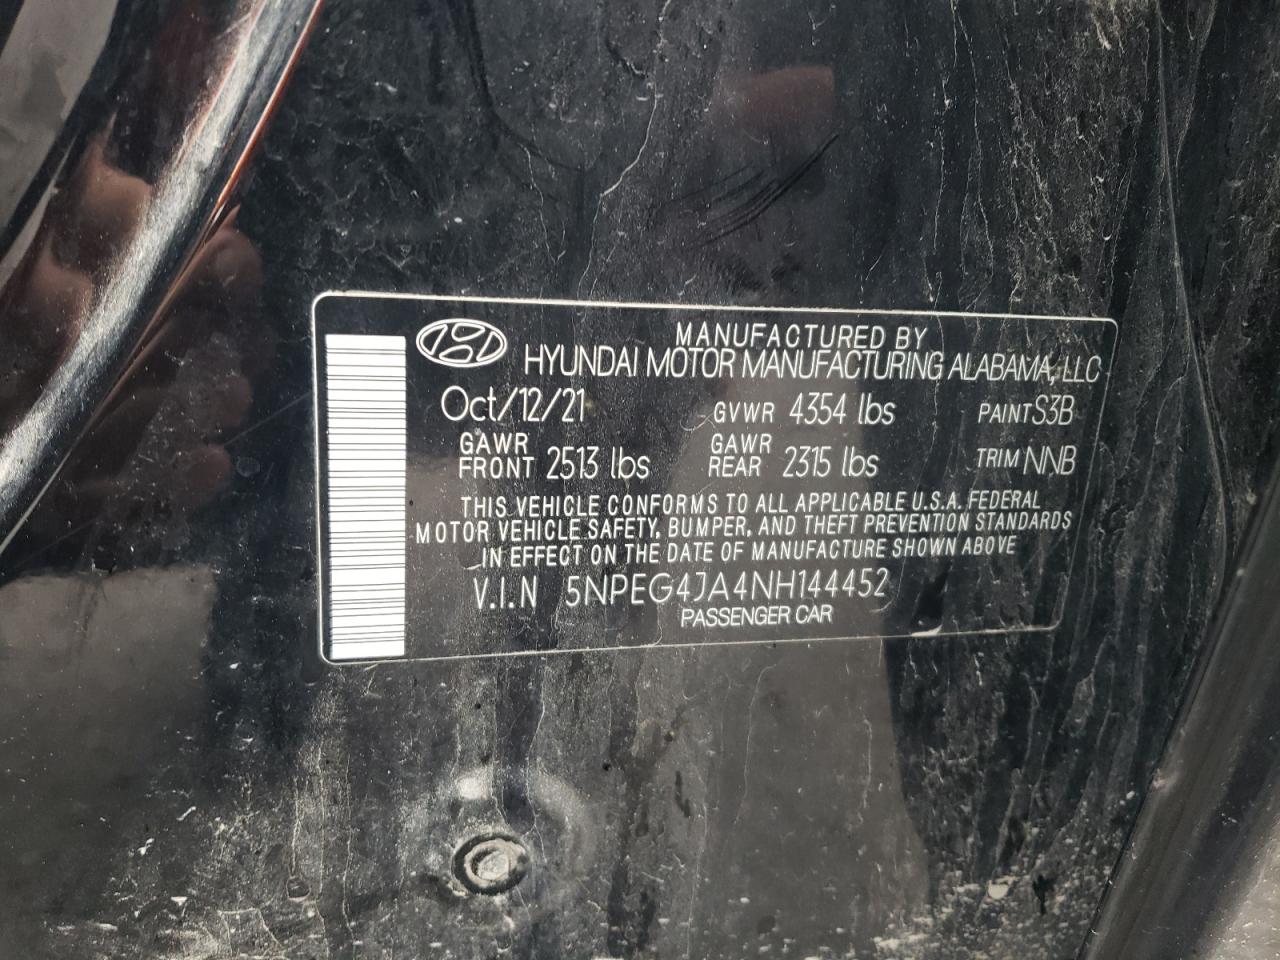 MANUFACTURED BY
HYUNDAI MOTOR MANUFACTURING ALABAMA, LLC
Oct/12/21 GVWR 4354 lbs PAINT S3B
GAWR FRONT 2513 lbs GAWR REAR 2315 lbs TRIM NNB
THIS VEHICLE CONFORMS TO ALL APPLICABLE U.S.A. FEDERAL
MOTOR VEHICLE SAFETY, BUMPER, AND THEFT PREVENTION STANDARDS
IN EFFECT ON THE DATE OF MANUFACTURE SHOWN ABOVE
V.I.N 5NPEG4JA4NH144452
PASSENGER CAR